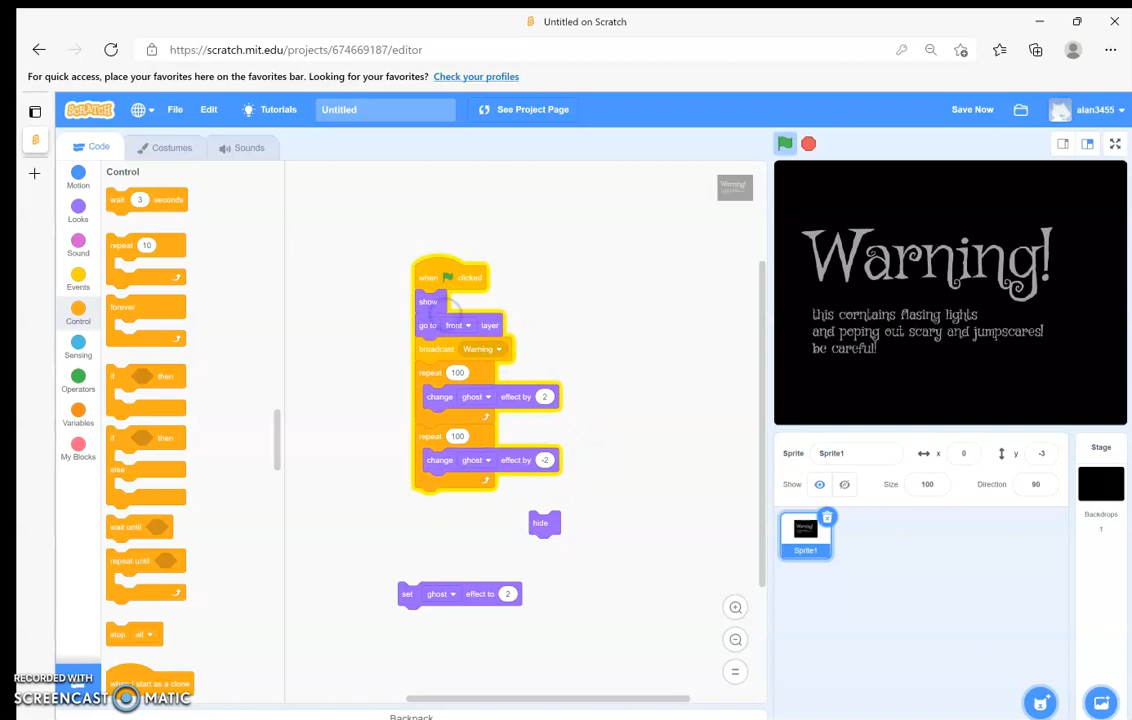 Untitled on Scratch
https://scratch.mit.edu/projects/674669187/editor
For quick access, place your favorites here on the favorites bar. Looking for your favorites? Check your profiles
SCRATCH
File
Edit
Tutorials
Untitled
See Project Page
Save Now
alan3455
Code
Costumes
Sounds
Motion
Looks
Sound
Events
Control
Sensing
Operators
Variables
My Blocks
Control
wait 3 seconds
repeat 10
forever
if then
if then
else
wait until
repeat until
stop all
when I start as a clone
when clicked
show
go to front layer
broadcast Warning
repeat 100
change ghost effect by 2
repeat 100
change ghost effect by -2
hide
set ghost effect to 2
Warning!
this corntains flasing lights
and poping out scary and jumpscares!
be careful!
Sprite
Sprite1
x 0
y -3
Show
Size 100
Direction 90
Sprite1
Stage
Backdrops
1
Backpack
RECORDED WITH
SCREENCAST MATIC